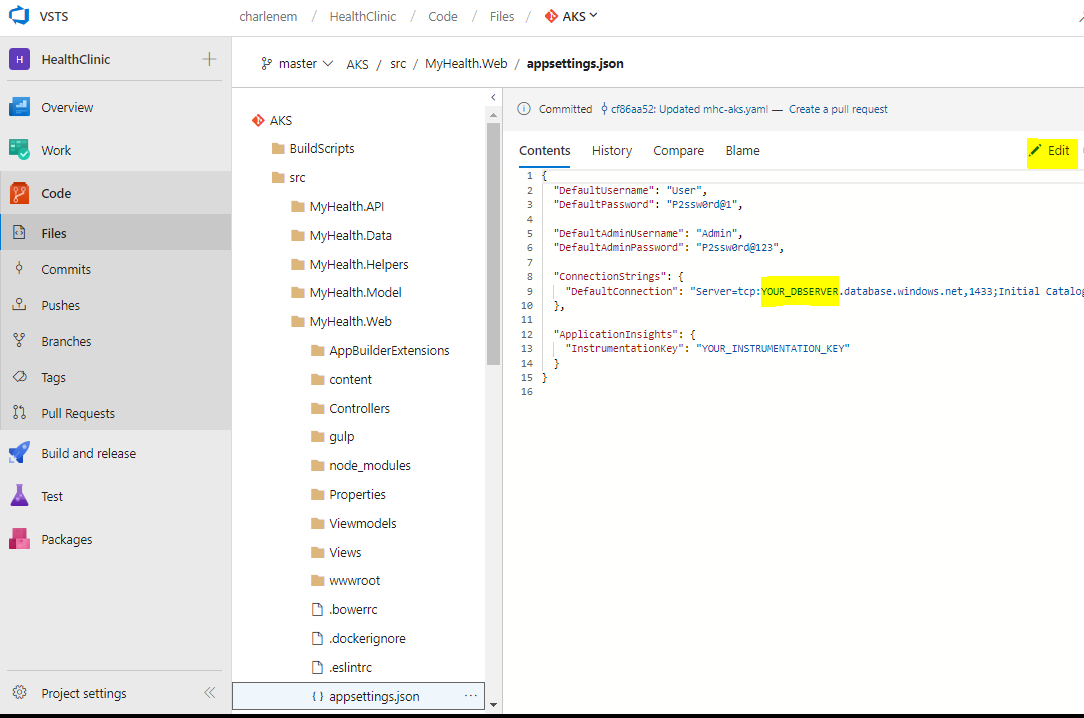 VSTS
charlenem / HealthClinic / Code / Files / AKS
H HealthClinic
Overview
Work
Code
Files
Commits
Pushes
Branches
Tags
Pull Requests
Build and release
Test
Packages
Project settings
master AKS / src / MyHealth.Web / appsettings.json
AKS
BuildScripts
src
MyHealth.API
MyHealth.Data
MyHealth.Helpers
MyHealth.Model
MyHealth.Web
AppBuilderExtensions
content
Controllers
gulp
node_modules
Properties
Viewmodels
Views
wwwroot
.bowerrc
.dockerignore
.eslintrc
{ } appsettings.json ...
Committed cf86aa52: Updated mhc-aks.yaml — Create a pull request
Contents History Compare Blame Edit
1 {
2 "DefaultUsername": "User",
3 "DefaultPassword": "P2ssw0rd@1",
4
5 "DefaultAdminUsername": "Admin",
6 "DefaultAdminPassword": "P2ssw0rd@123",
7
8 "ConnectionStrings": {
9 "DefaultConnection": "Server=tcp:YOUR_DBSERVER.database.windows.net,1433;Initial Catalog
10 },
11
12 "ApplicationInsights": {
13 "InstrumentationKey": "YOUR_INSTRUMENTATION_KEY"
14 }
15 }
16